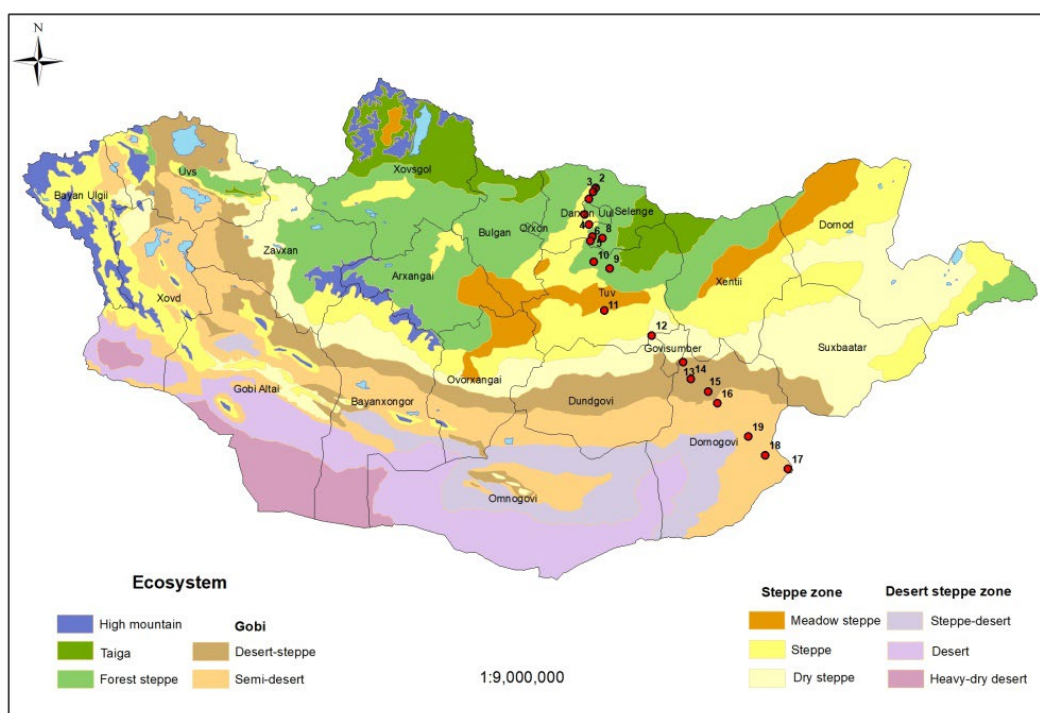 N
Xovsgol
Uvs
Bayan Ulgii
3 2
Darxan Uul
Selenge
4
Orxon
6 8
5
Bulgan
Zavxan
Arxangai
10
9
Dornod
Xentii
Xovd
Tuv
11
12
Govisumber
Suxbaatar
Ovorxangai
13 14
Gobi Altai
Bayanxongor
Dundgovi
15
16
19
Dornogovi
18
17
Omnogovi
Ecosystem
High mountain
Taiga
Forest steppe
Gobi
Desert-steppe
Semi-desert
1:9,000,000
Steppe zone
Meadow steppe
Steppe
Dry steppe
Desert steppe zone
Steppe-desert
Desert
Heavy-dry desert